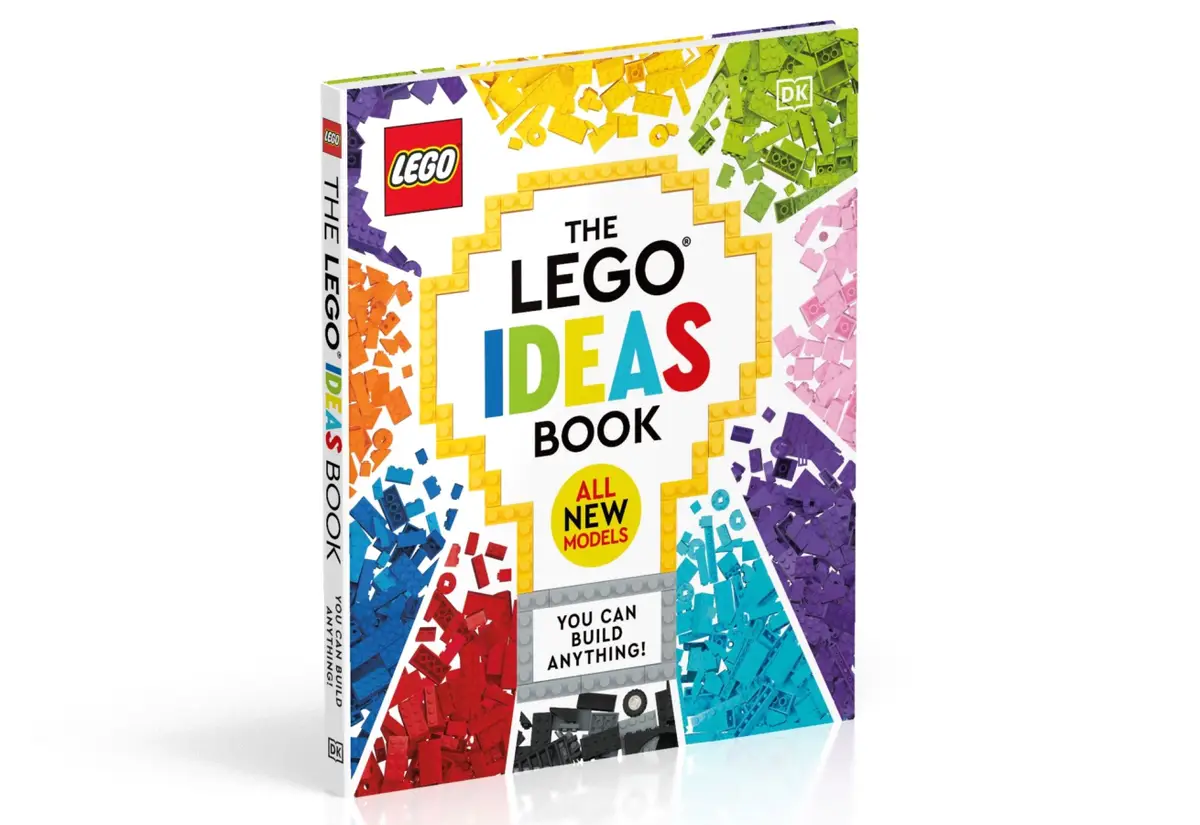 LEGO
DK
THE
LEGO®
IDEAS
BOOK
ALL
NEW
MODELS
YOU CAN
BUILD
ANYTHING!
LEGO
THE LEGO® IDEAS BOOK
YOU CAN BUILD
ANYTHING!
DK